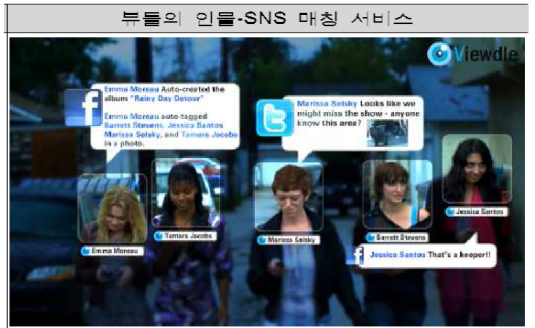 뷰들의 인물-SNS 매칭 서비스
Viewdle
Emma Moreau Auto-created the
album "Rainy Day Detour"
Emma Moreau auto-tagged
Barrett Stevens, Jessica Santos
Marissa Selsky, and Tamara Jacobs
in a photo.
Marissa Selsky Looks like we
might miss the show - anyone
know this area?
Jessica Santos
Tamara Jacobs
Marissa Selsky
Barrett Stevens
Emma Moreau
Jessica Santos That's a keeper!!